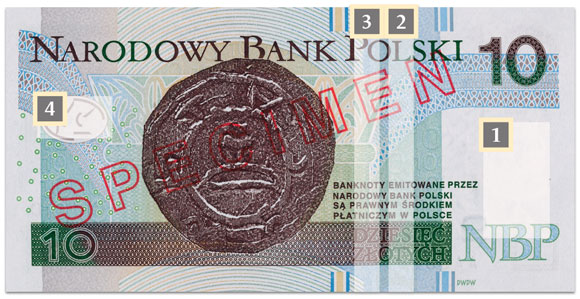 3 2
NARODOWY BANK POLSKI
10
4
SPECIMEN
1
BANKNOTY EMITOWANE PRZEZ
NARODOWY BANK POLSKI
SĄ PRAWNYM ŚRODKIEM
PŁATNICZYM W POLSCE
10
DZIESIĘĆ
ZŁOTYCH
NBP
PWPW